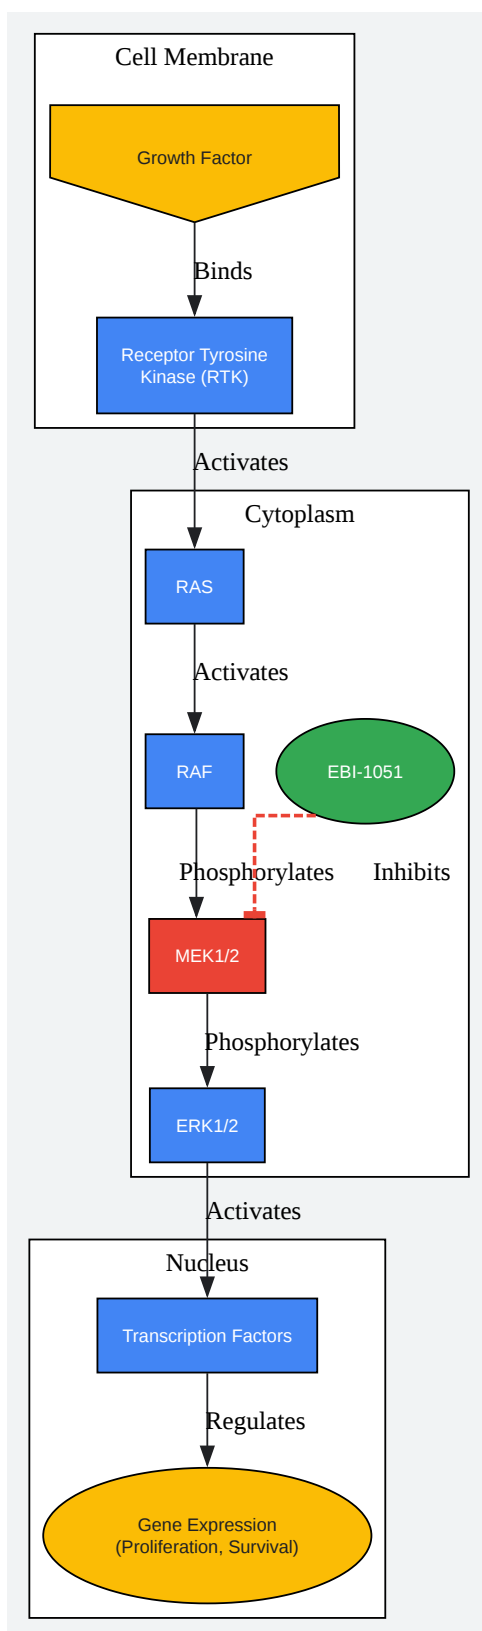 Cell Membrane
Growth Factor
Binds
Receptor Tyrosine
Kinase (RTK)
Activates
Cytoplasm
RAS
Activates
RAF
EBI-1051
Phosphorylates
Inhibits
MEK1/2
Phosphorylates
ERK1/2
Activates
Nucleus
Transcription Factors
Regulates
Gene Expression
(Proliferation, Survival)